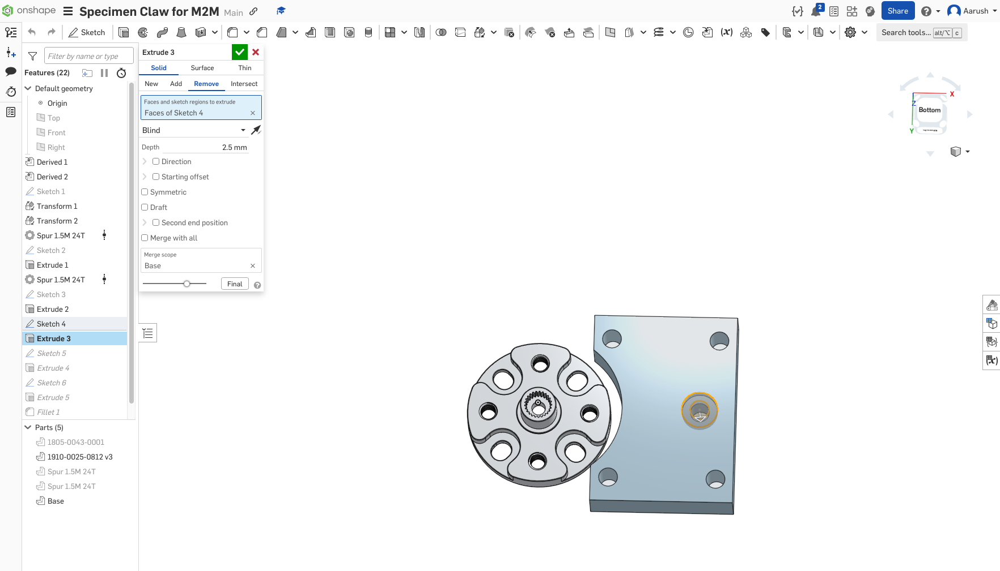 onshape
Specimen Claw for M2M Main
2
Share
Aarush
Sketch
Search tools... alt/⌥ c
Filter by name or type
Features (22)
Default geometry
Origin
Top
Front
Right
Derived 1
Derived 2
Sketch 1
Transform 1
Transform 2
Spur 1.5M 24T
Sketch 2
Extrude 1
Spur 1.5M 24T
Sketch 3
Extrude 2
Sketch 4
Extrude 3
Sketch 5
Extrude 4
Sketch 6
Extrude 5
Fillet 1
Parts (5)
1805-0043-0001
1910-0025-0812 v3
Spur 1.5M 24T
Spur 1.5M 24T
Base
Extrude 3
Solid Surface Thin
New Add Remove Intersect
Faces and sketch regions to extrude
Faces of Sketch 4
Blind
Depth 2.5 mm
Direction
Starting offset
Symmetric
Draft
Second end position
Merge with all
Merge scope
Base
Final
X
Z
Bottom
Y